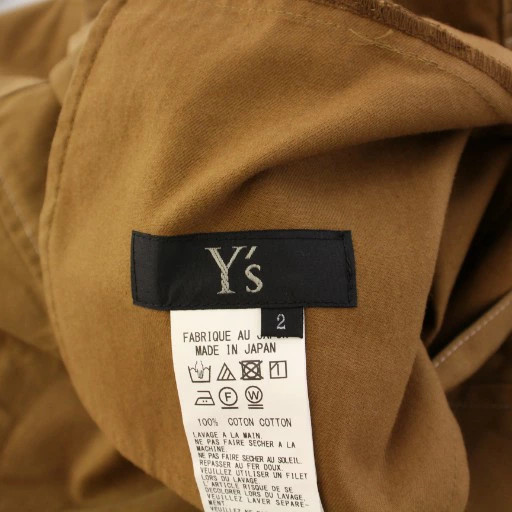 Y's
2
FABRIQUE AU JAPON
MADE IN JAPAN
F W
100% COTON COTTON
LAVAGE A LA MAIN.
NE PAS FAIRE SECHER A LA
MACHINE.
NE PAS FAIRE SECHER AU SOLEIL.
REPASSER AU FER DOUX.
VEUILLEZ UTILISER UN FILET
LORS DU LAVAGE.
L'ARTICLE RISQUE DE SE
DECOLORER LORS DU LAVAGE.
VEUILLEZ LAVER SEPARE-
MENT.